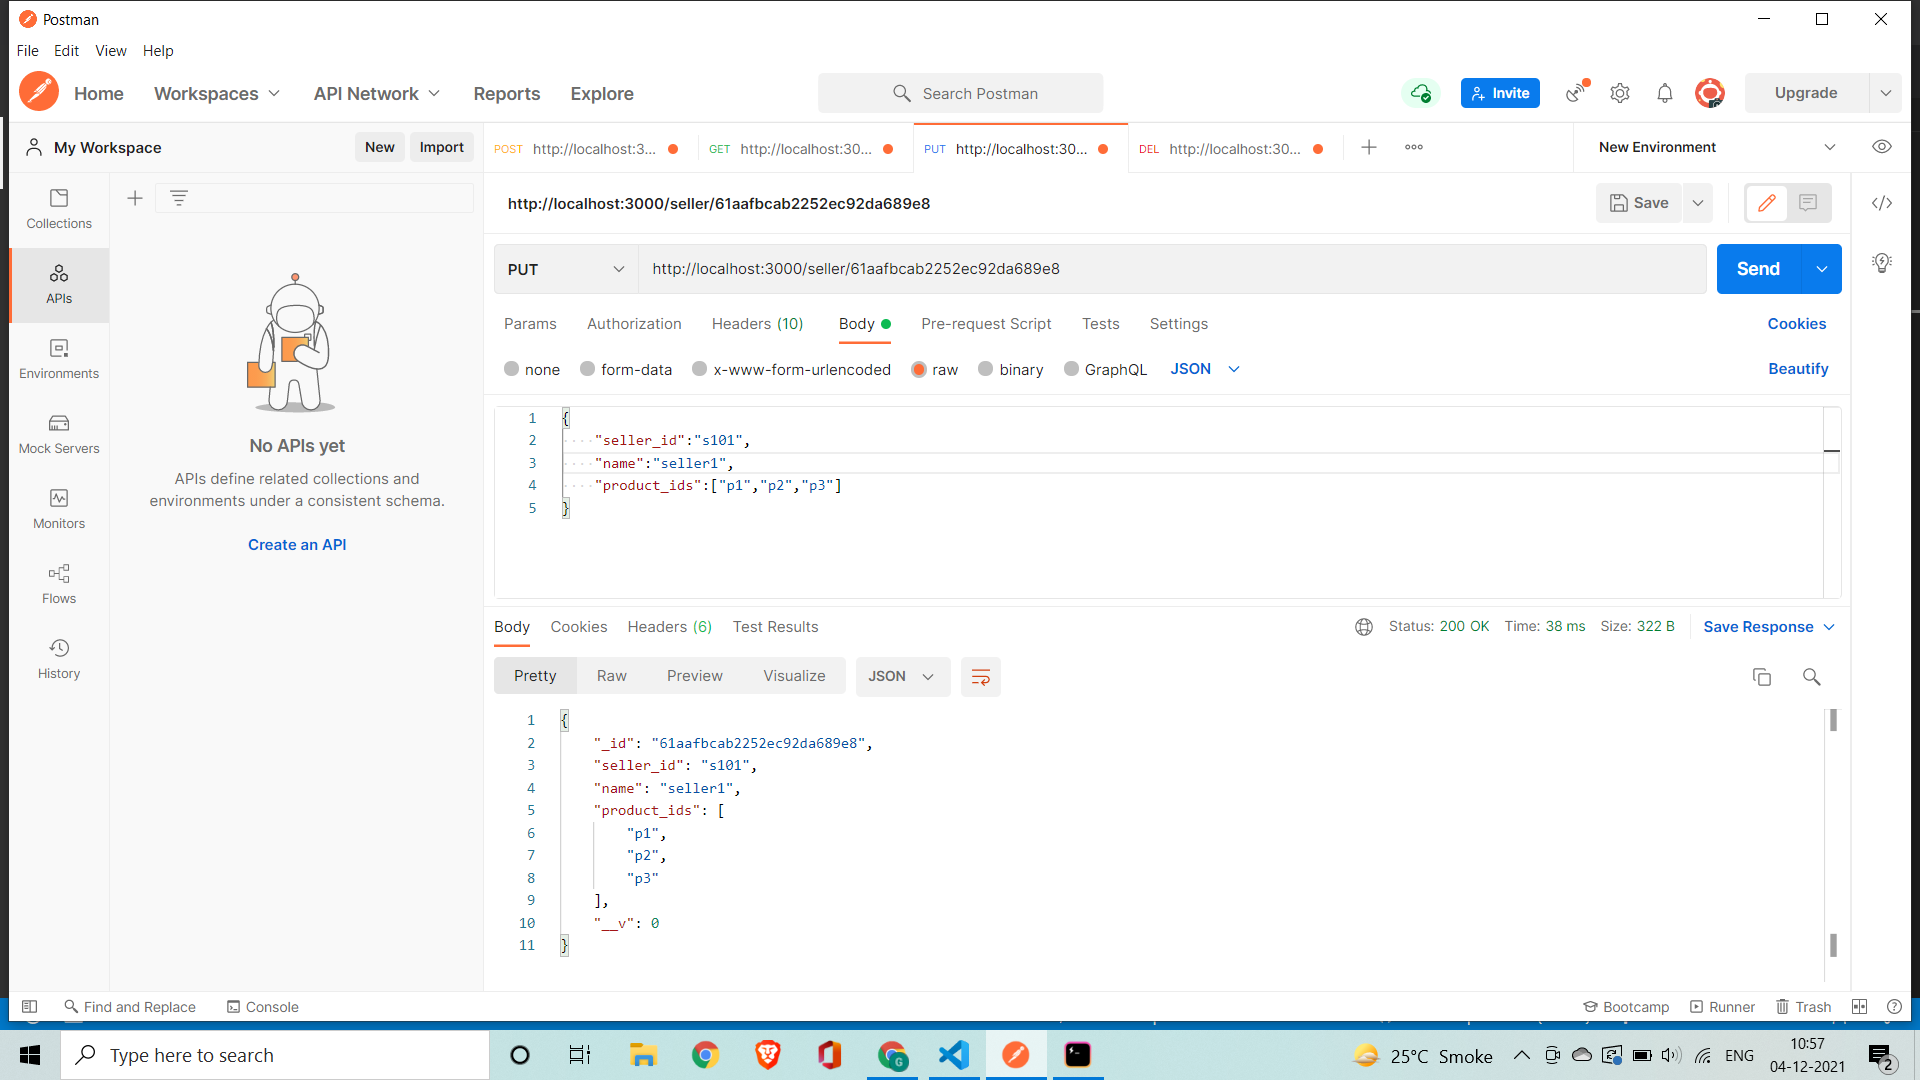 Postman
File Edit View Help
Home Workspaces API Network Reports Explore Search Postman Invite Upgrade
My Workspace New Import POST http://localhost:3... GET http://localhost:30... PUT http://localhost:30... DEL http://localhost:30... New Environment
Collections
APIs
Environments
Mock Servers
Monitors
Flows
History
No APIs yet
APIs define related collections and
environments under a consistent schema.
Create an API
http://localhost:3000/seller/61aafbcab2252ec92da689e8 Save
PUT http://localhost:3000/seller/61aafbcab2252ec92da689e8 Send
Params Authorization Headers (10) Body Pre-request Script Tests Settings Cookies
none form-data x-www-form-urlencoded raw binary GraphQL JSON Beautify
1 {
2 "seller_id":"s101",
3 "name":"seller1",
4 "product_ids":["p1","p2","p3"]
5 }
Body Cookies Headers (6) Test Results Status: 200 OK Time: 38 ms Size: 322 B Save Response
Pretty Raw Preview Visualize JSON
1 {
2 "_id": "61aafbcab2252ec92da689e8",
3 "seller_id": "s101",
4 "name": "seller1",
5 "product_ids": [
6 "p1",
7 "p2",
8 "p3"
9 ],
10 "__v": 0
11 }
Find and Replace Console Bootcamp Runner Trash
Type here to search 25°C Smoke ENG 10:57
04-12-2021 2